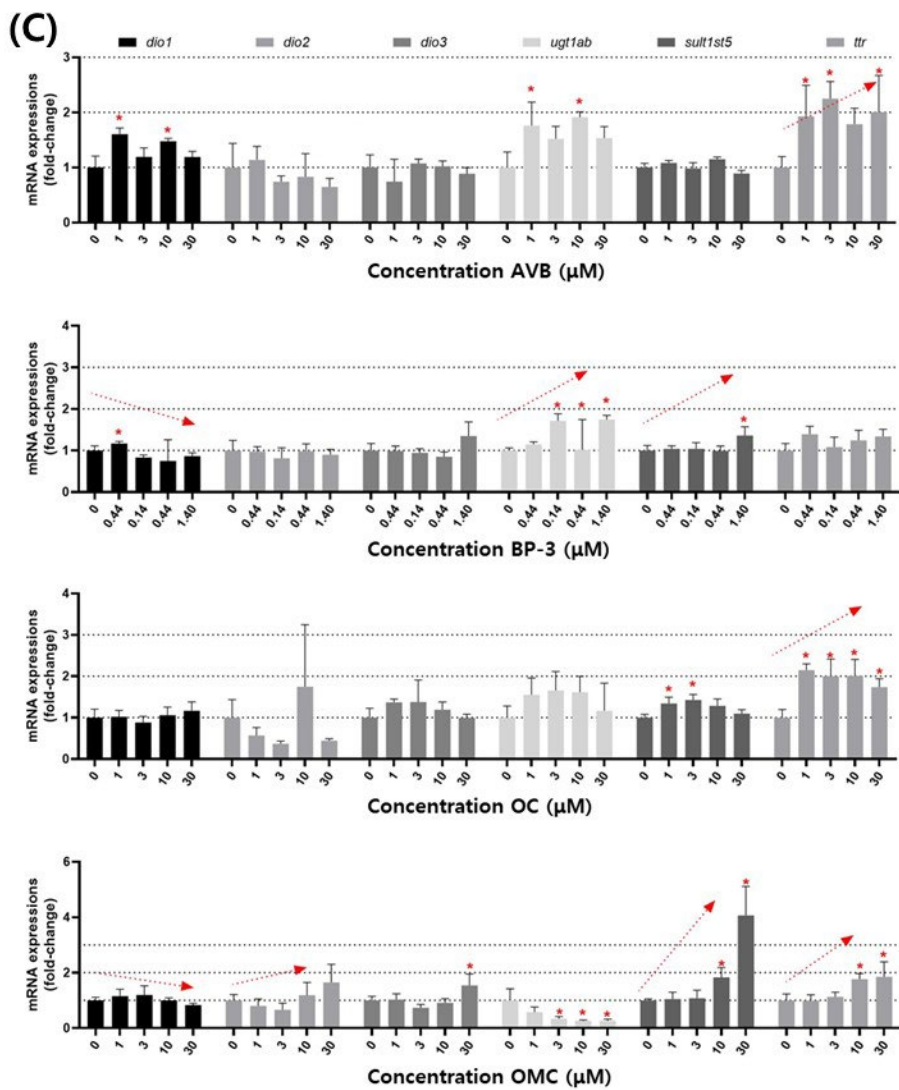 (C)
dio1 dio2 dio3 ugt1ab sult1st5 ttr
mRNA expressions
(fold-change)
3
2
1
0
* * * * * * *
0 1 3 10 30 0 1 3 10 30 0 1 3 10 30 0 1 3 10 30 0 1 3 10 30 0 1 3 10 30
Concentration AVB (μM)
mRNA expressions
(fold-change)
4
3
2
1
0
* * * * *
0 0.44 0.14 0.44 1.40 0 0.44 0.14 0.44 1.40 0 0.44 0.14 0.44 1.40 0 0.44 0.14 0.44 1.40 0 0.44 0.14 0.44 1.40 0 0.44 0.14 0.44 1.40
Concentration BP-3 (μM)
mRNA expressions
(fold-change)
4
3
2
1
0
* * * * * *
0 1 3 10 30 0 1 3 10 30 0 1 3 10 30 0 1 3 10 30 0 1 3 10 30 0 1 3 10 30
Concentration OC (μM)
mRNA expressions
(fold-change)
6
4
2
0
* * * * * * * *
0 1 3 10 30 0 1 3 10 30 0 1 3 10 30 0 1 3 10 30 0 1 3 10 30 0 1 3 10 30
Concentration OMC (μM)